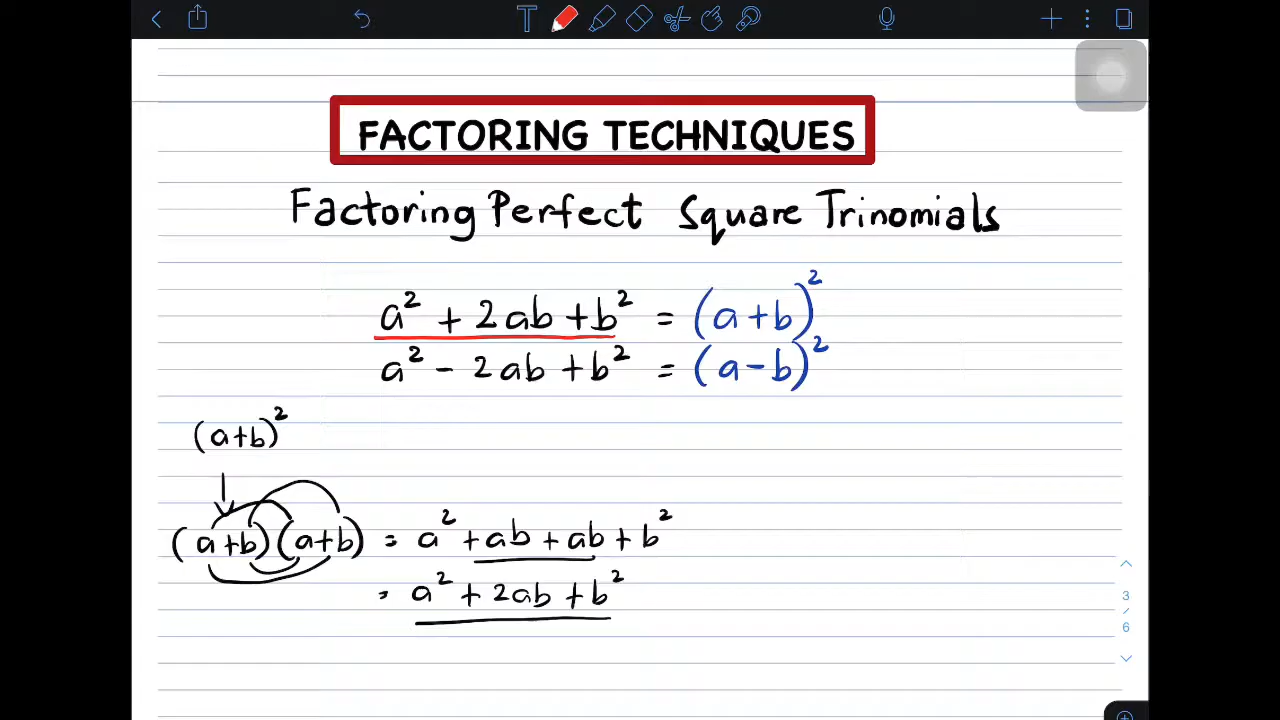 FACTORING TECHNIQUES
Factoring Perfect Square Trinomials
a² + 2ab + b² = (a+b)²
a² - 2ab + b² = (a-b)²
(a+b)²
(a+b)(a+b) = a² + ab + ab + b²
= a² + 2ab + b²
3
/
6